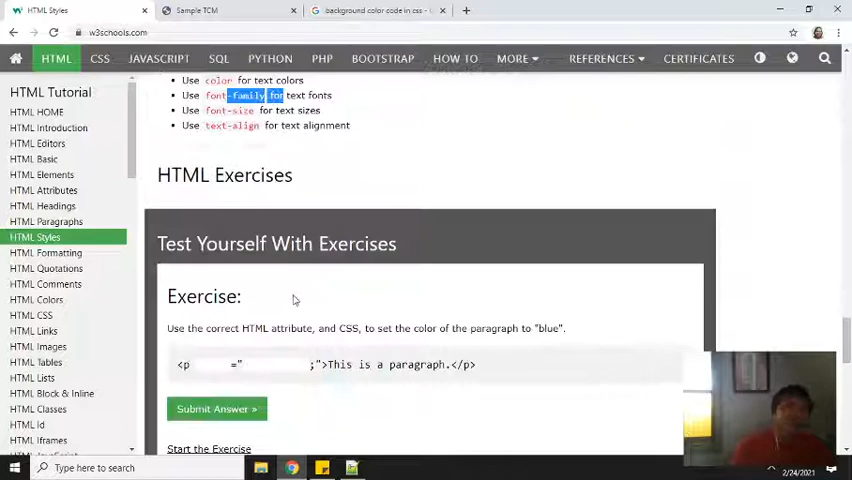 HTML Styles
Sample TCM
background color code in css -
w3schools.com
HTML CSS JAVASCRIPT SQL PYTHON PHP BOOTSTRAP HOW TO MORE REFERENCES CERTIFICATES
HTML Tutorial
HTML HOME
HTML Introduction
HTML Editors
HTML Basic
HTML Elements
HTML Attributes
HTML Headings
HTML Paragraphs
HTML Styles
HTML Formatting
HTML Quotations
HTML Comments
HTML Colors
HTML CSS
HTML Links
HTML Images
HTML Tables
HTML Lists
HTML Block & Inline
HTML Classes
HTML Id
HTML Iframes
• Use color for text colors
• Use font-family for text fonts
• Use font-size for text sizes
• Use text-align for text alignment
HTML Exercises
Test Yourself With Exercises
Exercise:
Use the correct HTML attribute, and CSS, to set the color of the paragraph to "blue".
<p =" ;">This is a paragraph.</p>
Submit Answer »
Start the Exercise
Type here to search
2/24/2021